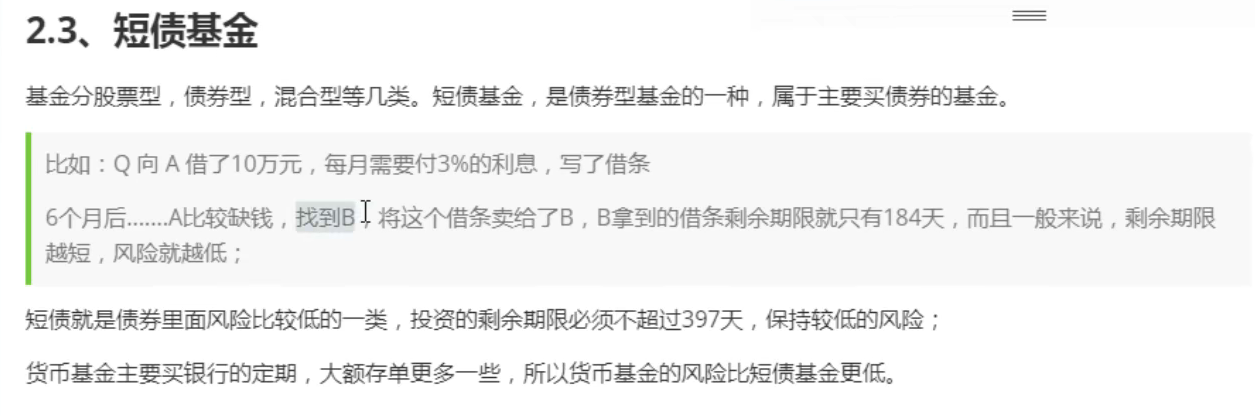 2.3、短债基金
基金分股票型，债券型，混合型等几类。短债基金，是债券型基金的一种，属于主要买债券的基金。
比如：Q 向 A 借了10万元，每月需要付3%的利息，写了借条
6个月后.......A比较缺钱，找到B，将这个借条卖给了B，B拿到的借条剩余期限就只有184天，而且一般来说，剩余期限
越短，风险就越低；
短债就是债券里面风险比较低的一类，投资的剩余期限必须不超过397天，保持较低的风险；
货币基金主要买银行的定期，大额存单更多一些，所以货币基金的风险比短债基金更低。